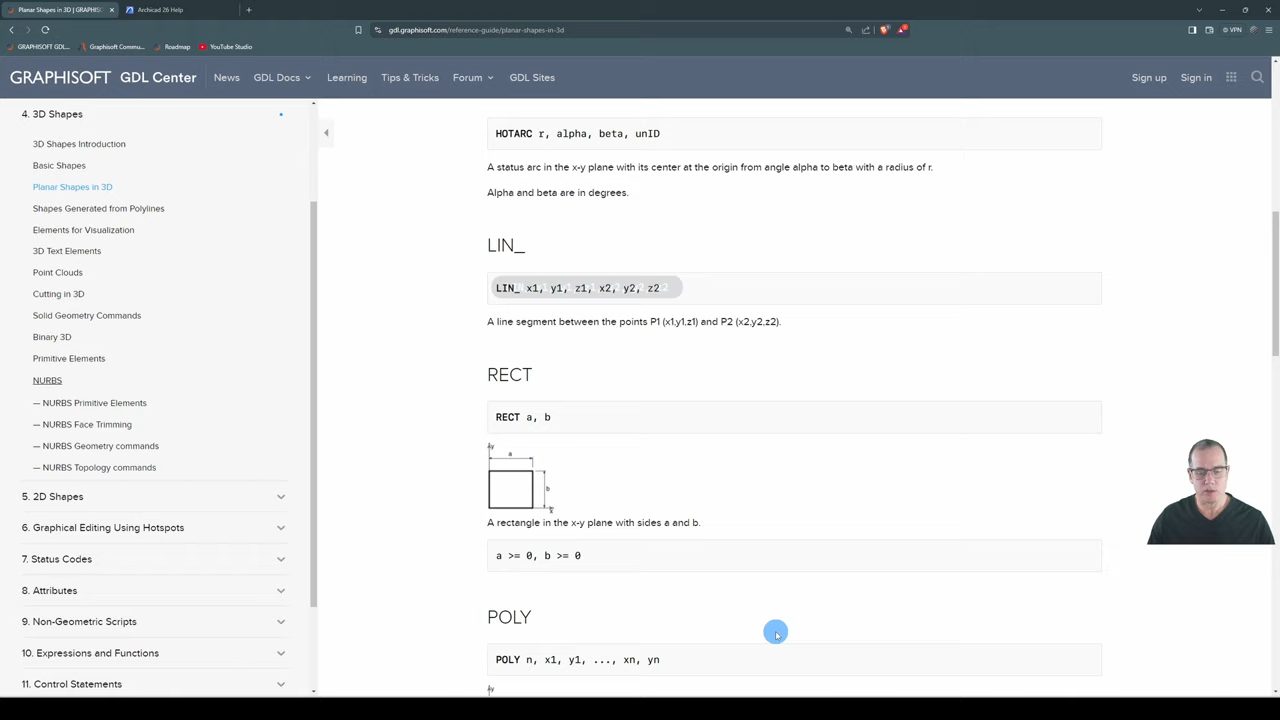 Planar Shapes in 3D | GRAPHIS
Archicad 26 Help
gdl.graphisoft.com/reference-guide/planar-shapes-in-3d
VPN
GRAPHISOFT GDL...
Graphisoft Commu...
Roadmap
YouTube Studio
GRAPHISOFT GDL Center
News
GDL Docs
Learning
Tips & Tricks
Forum
GDL Sites
Sign up
Sign in
4. 3D Shapes
3D Shapes Introduction
Basic Shapes
Planar Shapes in 3D
Shapes Generated from Polylines
Elements for Visualization
3D Text Elements
Point Clouds
Cutting in 3D
Solid Geometry Commands
Binary 3D
Primitive Elements
NURBS
— NURBS Primitive Elements
— NURBS Face Trimming
— NURBS Geometry commands
— NURBS Topology commands
5. 2D Shapes
6. Graphical Editing Using Hotspots
7. Status Codes
8. Attributes
9. Non-Geometric Scripts
10. Expressions and Functions
11. Control Statements
HOTARC r, alpha, beta, unID
A status arc in the x-y plane with its center at the origin from angle alpha to beta with a radius of r.
Alpha and beta are in degrees.
LIN_
LIN_ x1, y1, z1, x2, y2, z2
A line segment between the points P1 (x1,y1,z1) and P2 (x2,y2,z2).
RECT
RECT a, b
y
a
b
x
A rectangle in the x-y plane with sides a and b.
a >= 0, b >= 0
POLY
POLY n, x1, y1, ..., xn, yn
y